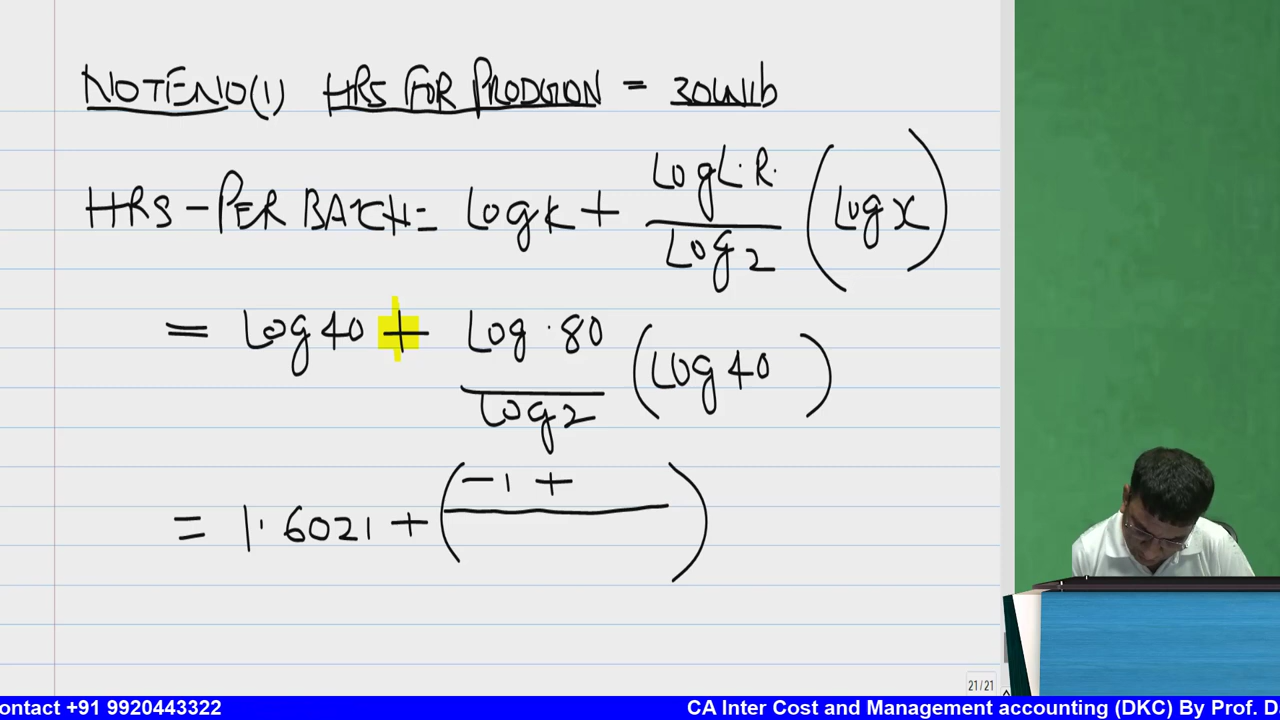 NOTE NO (1) HRS FOR PRODUCTION = 30 Units
HRS - PER BATCH = Log K + Log L.R. / Log 2 (Log x)
= Log 40 + Log .80 / Log 2 (Log 40 )
= 1.6021 + ( -1 + )
21/21
ontact +91 9920443322 CA Inter Cost and Management accounting (DKC) By Prof. D